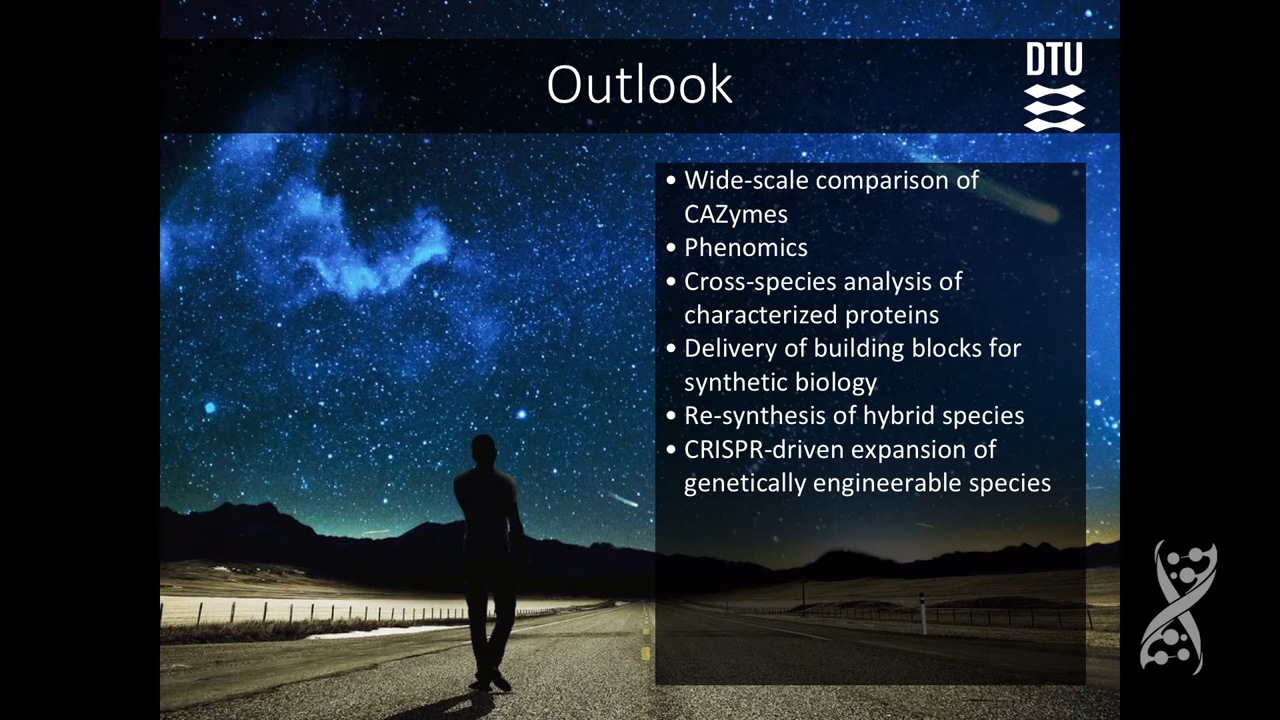 Outlook
DTU
• Wide-scale comparison of
CAZymes
• Phenomics
• Cross-species analysis of
characterized proteins
• Delivery of building blocks for
synthetic biology
• Re-synthesis of hybrid species
• CRISPR-driven expansion of
genetically engineerable species